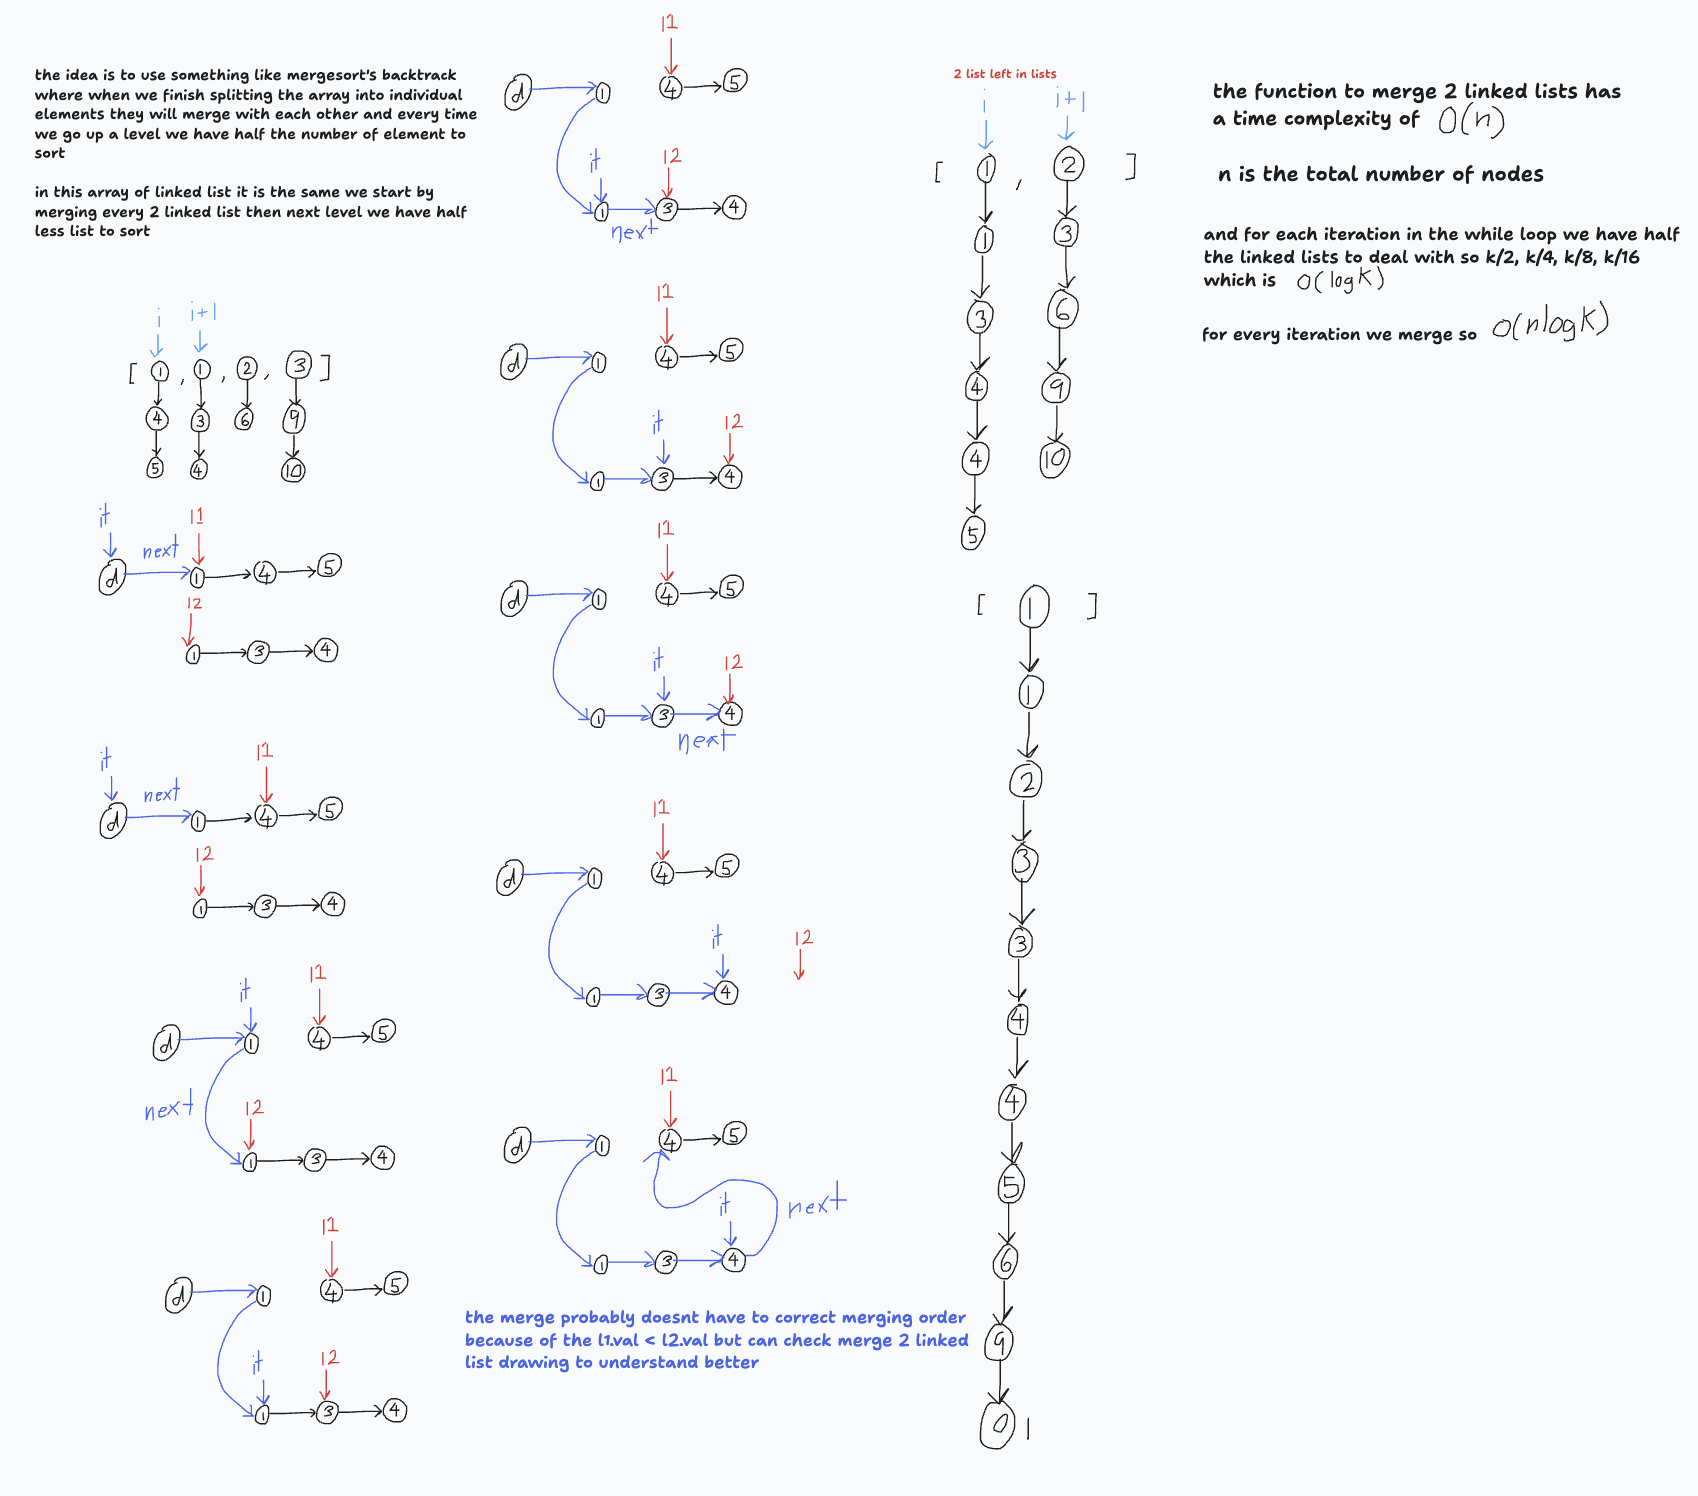 the idea is to use something like mergesort's backtrack
where when we finish splitting the array into individual
elements they will merge with each other and every time
we go up a level we have half the number of element to
sort
in this array of linked list it is the same we start by
merging every 2 linked list then next level we have half
less list to sort
i i+1
[ 1 , 1 , 2 , 3 ]
4 3 6 9
5 4 10
it l1
next
d 1 4 5
l2
1 3 4
it l1
next
d 1 4 5
l2
1 3 4
it l1
d 1 4 5
next l2
1 3 4
l1
d 1 4 5
it l2
1 3 4
l1
d 1 4 5
it l2
1 3 4
next
l1
d 1 4 5
it l2
1 3 4
l1
d 1 4 5
it l2
1 3 4
next
l1
d 1 4 5
it l2
1 3 4
l1
d 1 4 5
it next
1 3 4
the merge probably doesnt have to correct merging order
because of the l1.val < l2.val but can check merge 2 linked
list drawing to understand better
2 list left in lists
i i+1
[ 1 , 2 ]
1 3
3 6
4 9
4 10
5
[ 1 ]
1
2
3
3
4
4
5
6
9
0 1
the function to merge 2 linked lists has
a time complexity of O(n)
n is the total number of nodes
and for each iteration in the while loop we have half
the linked lists to deal with so k/2, k/4, k/8, k/16
which is O(logK)
for every iteration we merge so O(nlogK)